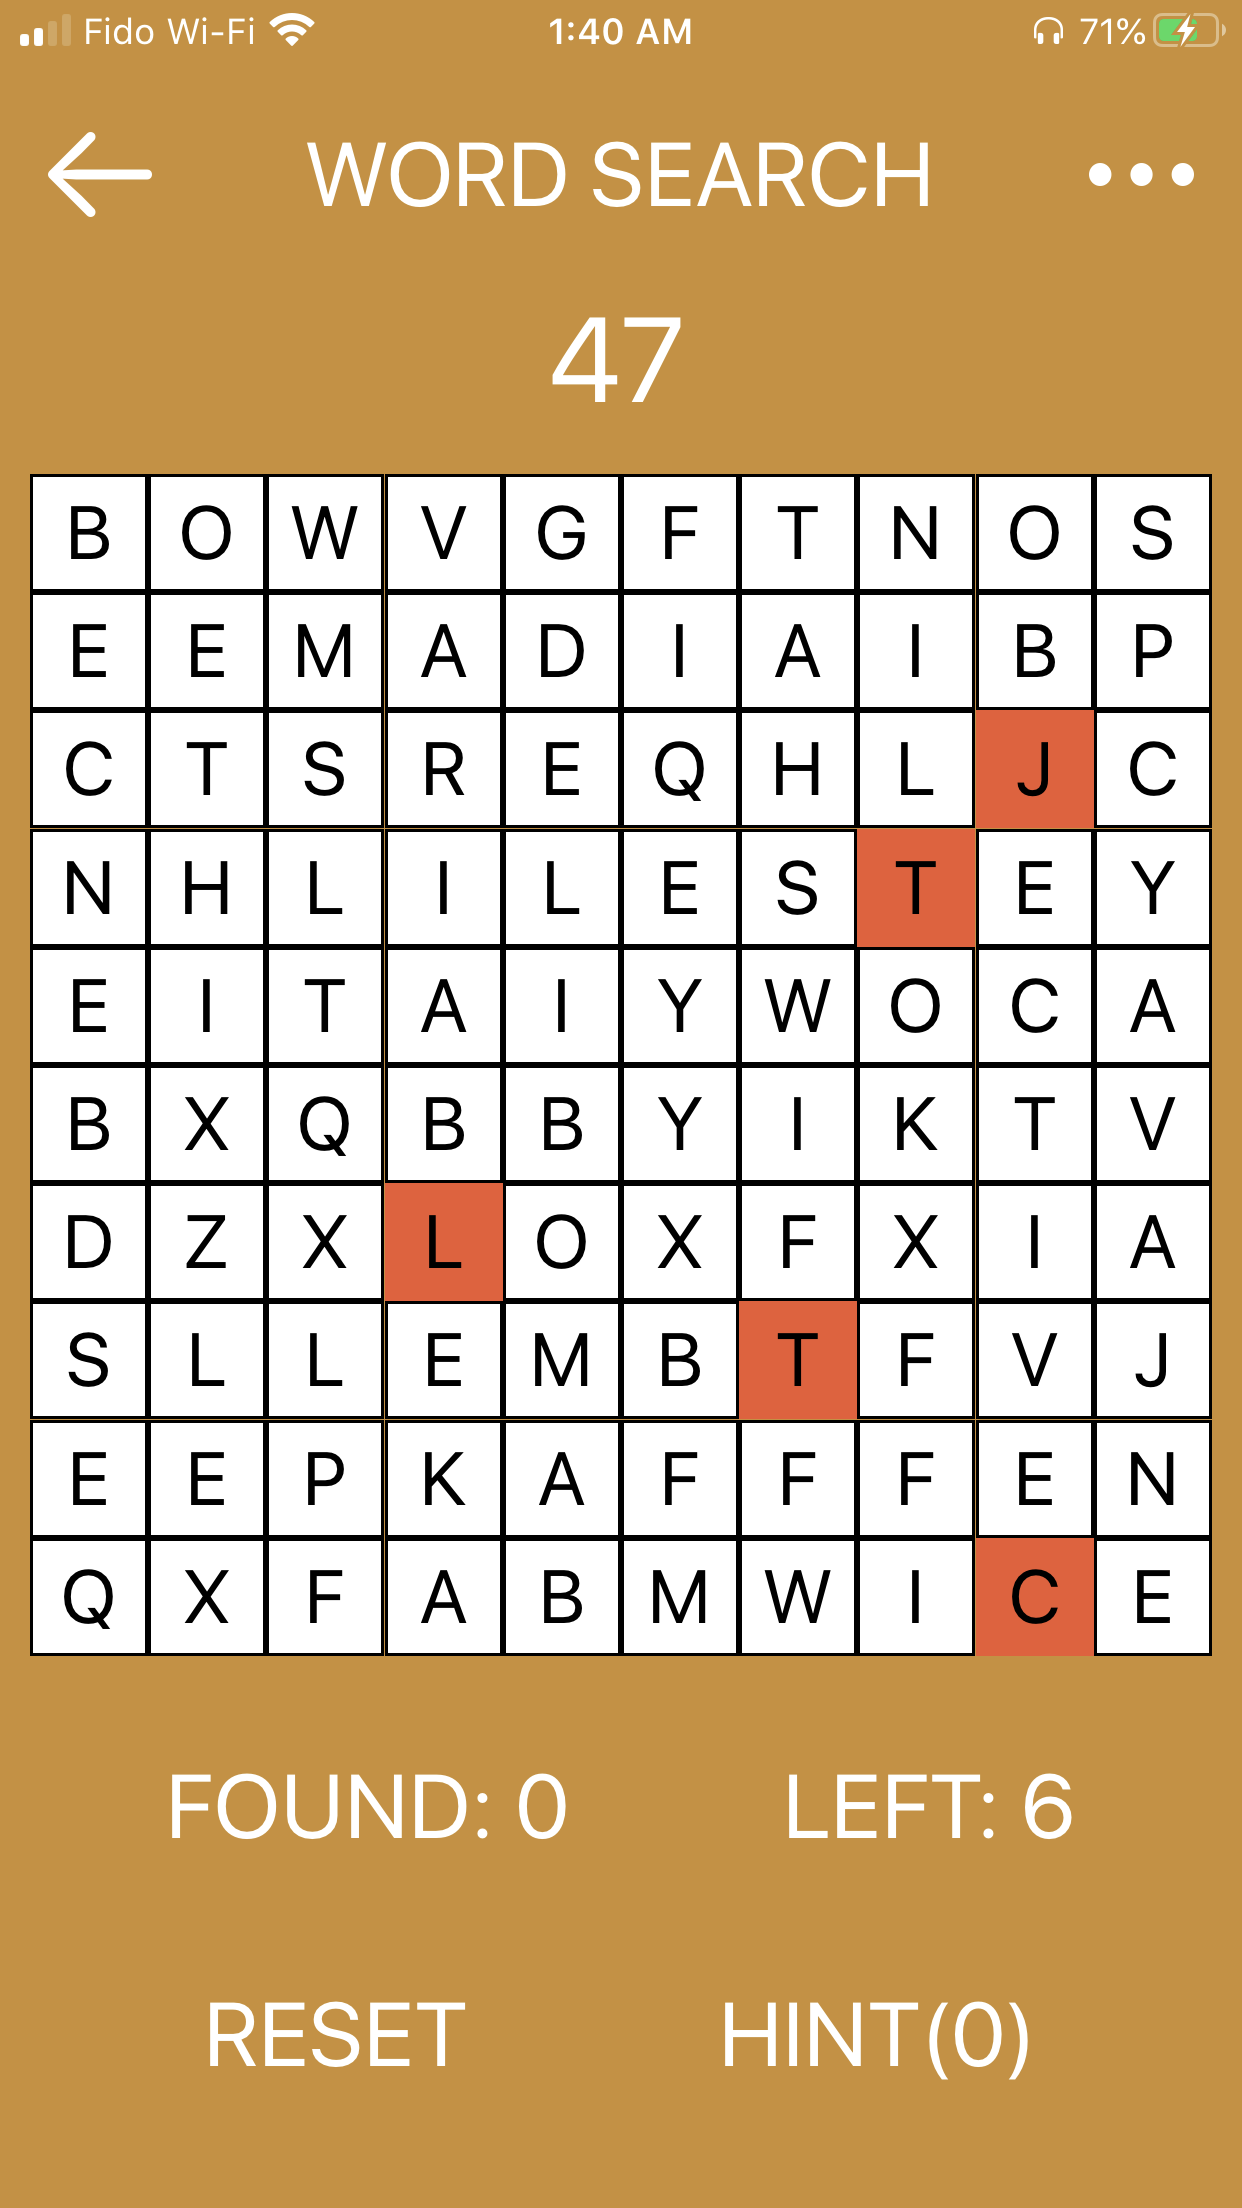 Fido Wi-Fi 1:40 AM 71%
WORD SEARCH
47
B O W V G F T N O S
E E M A D I A I B P
C T S R E Q H L J C
N H L I L E S T E Y
E I T A I Y W O C A
B X Q B B Y I K T V
D Z X L O X F X I A
S L L E M B T F V J
E E P K A F F F E N
Q X F A B M W I C E
FOUND: 0 LEFT: 6
RESET HINT(0)